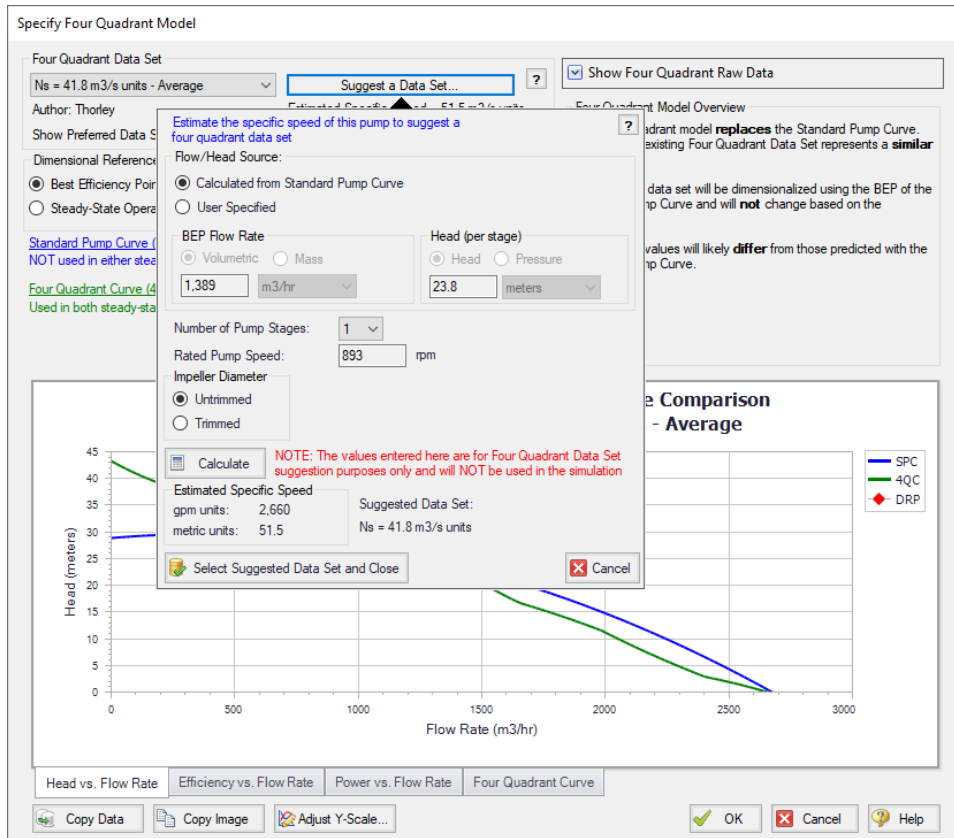 Specify Four Quadrant Model
Four Quadrant Data Set
Ns = 41.8 m3/s units - Average
Suggest a Data Set...
?
Author: Thorley
Estimated Specific Speed 51.5 m3/s units
Show Preferred Data S
Dimensional Reference
Best Efficiency Poin
Steady-State Opera
Standard Pump Curve (
NOT used in either stea
Four Quadrant Curve (4
Used in both steady-sta
Show Four Quadrant Raw Data
Four Quadrant Model Overview
adrant model replaces the Standard Pump Curve.
existing Four Quadrant Data Set represents a similar
data set will be dimensionalized using the BEP of the
np Curve and will not change based on the
values will likely differ from those predicted with the
np Curve.
Estimate the specific speed of this pump to suggest a
four quadrant data set
?
Flow/Head Source:
Calculated from Standard Pump Curve
User Specified
BEP Flow Rate
Volumetric
Mass
1,389
m3/hr
Head (per stage)
Head
Pressure
23.8
meters
Number of Pump Stages:
1
Rated Pump Speed:
893
rpm
Impeller Diameter
Untrimmed
Trimmed
Calculate
NOTE: The values entered here are for Four Quadrant Data Set
suggestion purposes only and will NOT be used in the simulation
Estimated Specific Speed
gpm units: 2,660
metric units: 51.5
Suggested Data Set:
Ns = 41.8 m3/s units
Select Suggested Data Set and Close
Cancel
e Comparison
- Average
SPC
4QC
DRP
Head (meters)
45
40
35
30
25
20
15
10
5
0
0
500
1000
1500
2000
2500
3000
Flow Rate (m3/hr)
Head vs. Flow Rate
Efficiency vs. Flow Rate
Power vs. Flow Rate
Four Quadrant Curve
Copy Data
Copy Image
Adjust Y-Scale...
OK
Cancel
Help